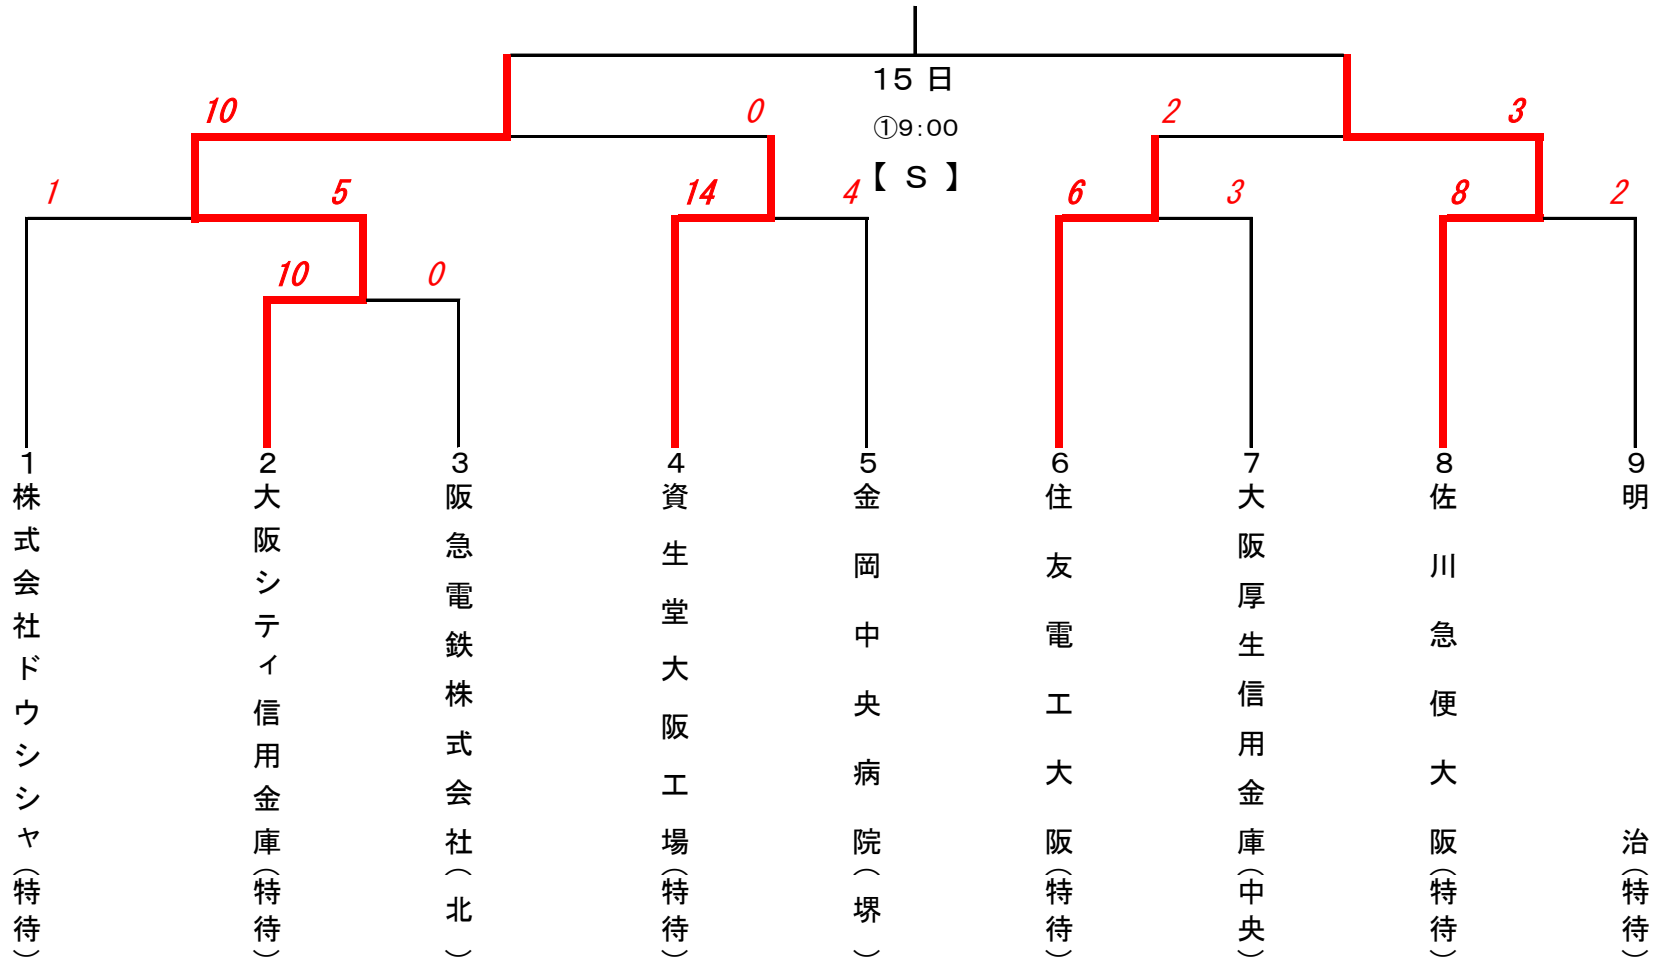 15 日
①9:00
【 S 】
10
0
2
3
1
5
14
4
6
3
8
2
10
0
1
株式会社ドウシシャ(特待)
2
大阪シティ信用金庫(特待)
3
阪急電鉄株式会社(北)
4
資生堂大阪工場(特待)
5
金岡中央病院(堺)
6
住友電工大阪(特待)
7
大阪厚生信用金庫(中央)
8
佐川急便大阪(特待)
9
明治(特待)